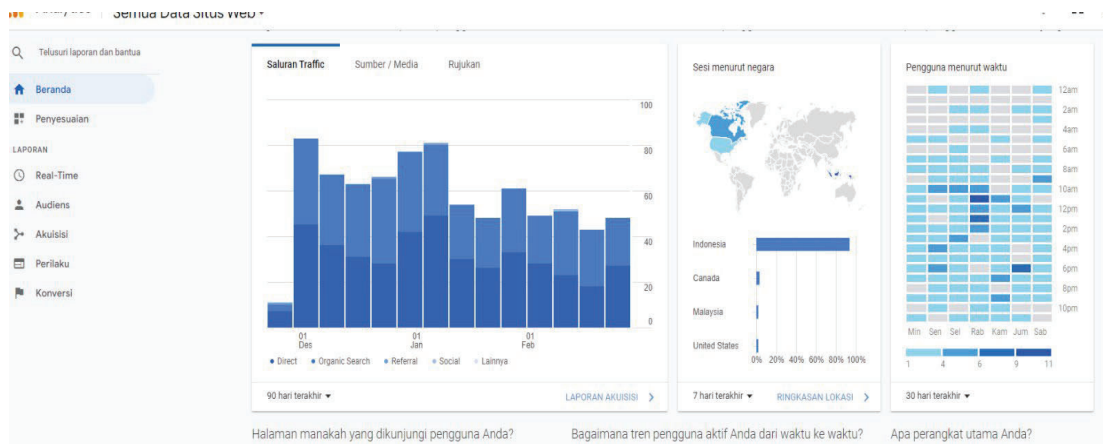 Semua Data Situs Web
Telusuri laporan dan bantua
Beranda
Penyesuaian
LAPORAN
Real-Time
Audiens
Akuisisi
Perilaku
Konversi
Saluran Traffic
Sumber / Media
Rujukan
100
80
60
40
20
0
01 Des
01 Jan
01 Feb
Direct
Organic Search
Referral
Social
Lainnya
90 hari terakhir
LAPORAN AKUISISI
Sesi menurut negara
Indonesia
Canada
Malaysia
United States
0% 20% 40% 60% 80% 100%
7 hari terakhir
RINGKASAN LOKASI
Pengguna menurut waktu
12am
2am
4am
6am
8am
10am
12pm
2pm
4pm
6pm
8pm
10pm
Min Sen Sel Rab Kam Jum Sab
1 4 6 9 11
30 hari terakhir
Halaman manakah yang dikunjungi pengguna Anda?
Bagaimana tren pengguna aktif Anda dari waktu ke waktu?
Apa perangkat utama Anda?